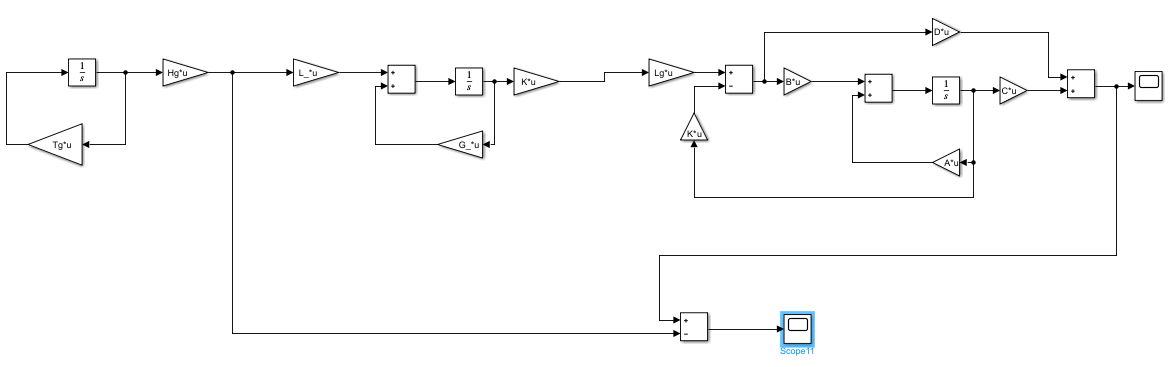 D*u
1
s
Hg*u
L_*u
+
+
1
s
K*u
Lg*u
+
−
B*u
+
+
1
s
C*u
+
+
Tg*u
G_*u
K*u
A*u
+
−
Scope11